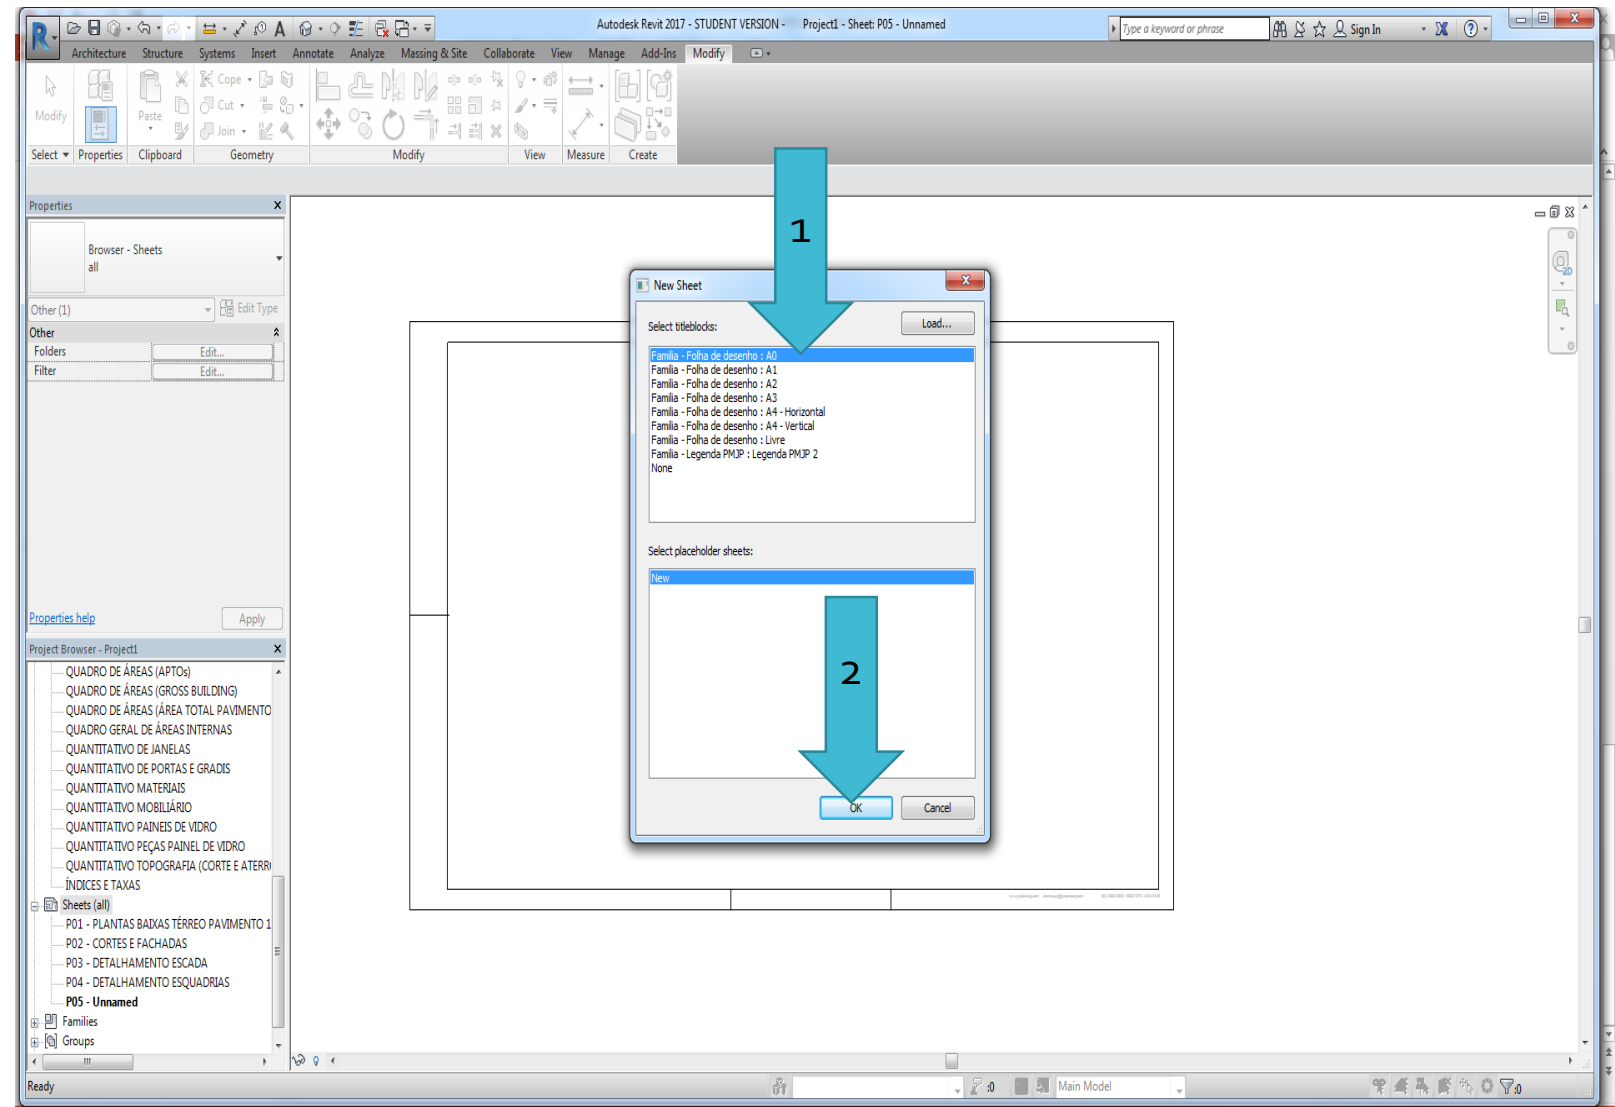 Autodesk Revit 2017 - STUDENT VERSION - Project1 - Sheet: P05 - Unnamed
Type a keyword or phrase
Sign In
Architecture Structure Systems Insert Annotate Analyze Massing & Site Collaborate View Manage Add-Ins Modify
Modify
Paste
Cope
Cut
Join
Select Properties Clipboard Geometry Modify View Measure Create
1
Properties
Browser - Sheets
all
Other (1)
Edit Type
Other
Folders Edit...
Filter Edit...
Properties help
Apply
New Sheet
Select titleblocks:
Load...
Familia - Folha de desenho : A0
Familia - Folha de desenho : A1
Familia - Folha de desenho : A2
Familia - Folha de desenho : A3
Familia - Folha de desenho : A4 - Horizontal
Familia - Folha de desenho : A4 - Vertical
Familia - Folha de desenho : Livre
Familia - Legenda PMJP : Legenda PMJP 2
None
Select placeholder sheets:
New
2
OK
Cancel
Project Browser - Project1
QUADRO DE ÁREAS (APTOs)
QUADRO DE ÁREAS (GROSS BUILDING)
QUADRO DE ÁREAS (ÁREA TOTAL PAVIMENTO
QUADRO GERAL DE ÁREAS INTERNAS
QUANTITATIVO DE JANELAS
QUANTITATIVO DE PORTAS E GRADIS
QUANTITATIVO MATERIAIS
QUANTITATIVO MOBILIÁRIO
QUANTITATIVO PAINEIS DE VIDRO
QUANTITATIVO PEÇAS PAINEL DE VIDRO
QUANTITATIVO TOPOGRAFIA (CORTE E ATERR
ÍNDICES E TAXAS
Sheets (all)
P01 - PLANTAS BAIXAS TÉRREO PAVIMENTO 1
P02 - CORTES E FACHADAS
P03 - DETALHAMENTO ESCADA
P04 - DETALHAMENTO ESQUADRIAS
P05 - Unnamed
Families
Groups
Ready
:0
Main Model
:0